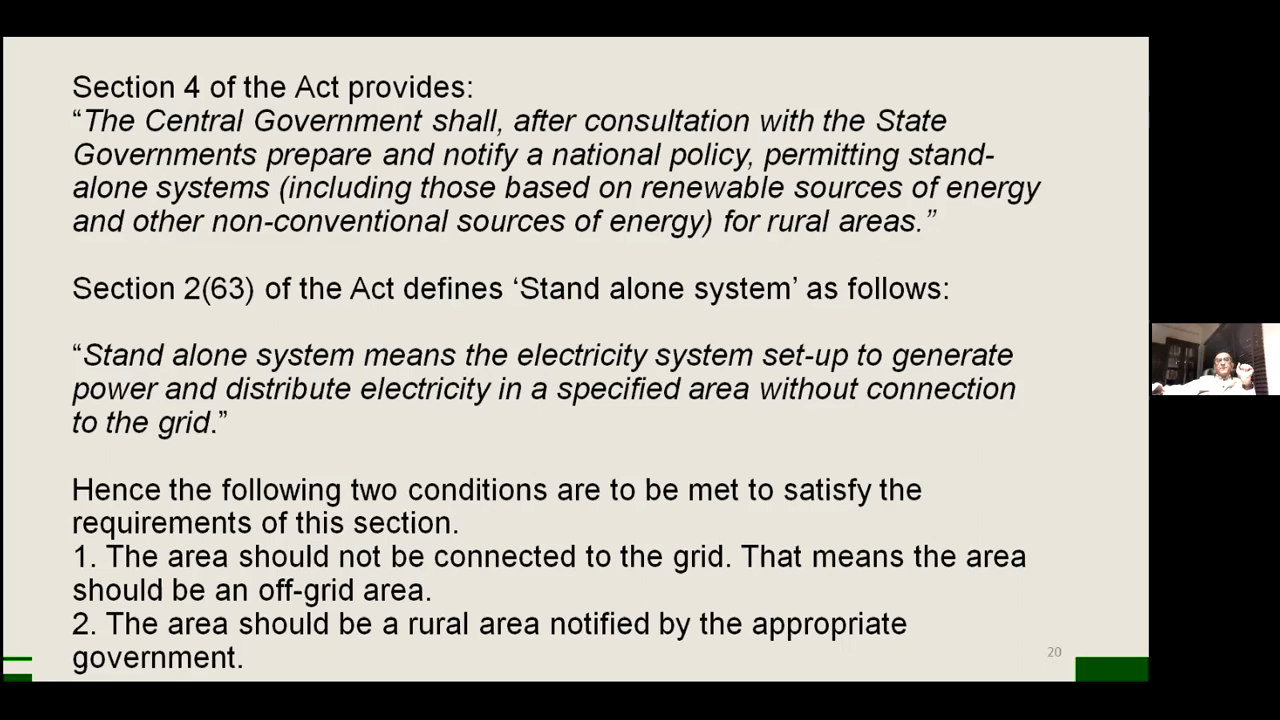 Section 4 of the Act provides:
“The Central Government shall, after consultation with the State
Governments prepare and notify a national policy, permitting stand-
alone systems (including those based on renewable sources of energy
and other non-conventional sources of energy) for rural areas.”
Section 2(63) of the Act defines ‘Stand alone system’ as follows:
“Stand alone system means the electricity system set-up to generate
power and distribute electricity in a specified area without connection
to the grid.”
Hence the following two conditions are to be met to satisfy the
requirements of this section.
1. The area should not be connected to the grid. That means the area
should be an off-grid area.
2. The area should be a rural area notified by the appropriate
government.
20